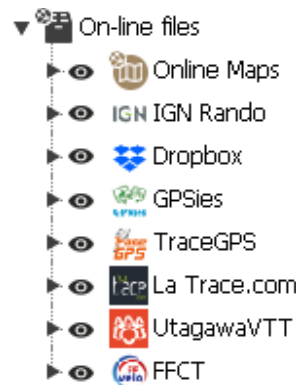 On-line files
Online Maps
IGN IGN Rando
Dropbox
GPSies
TraceGPS
La Trace.com
UtagawaVTT
FFCT